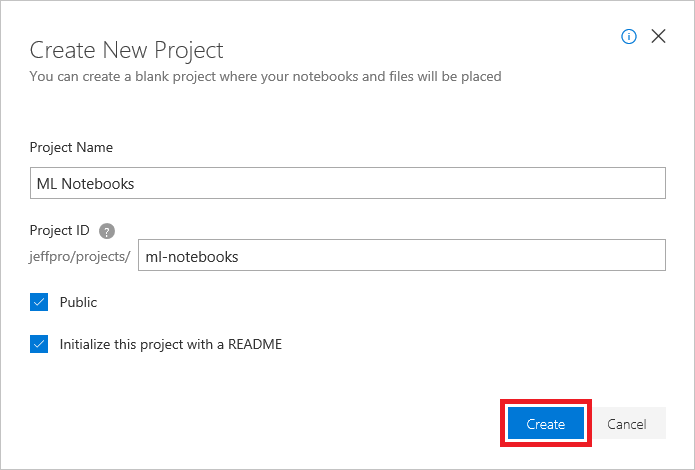 Create New Project
You can create a blank project where your notebooks and files will be placed
Project Name
ML Notebooks
Project ID ?
jeffpro/projects/ ml-notebooks
Public
Initialize this project with a README
Create Cancel